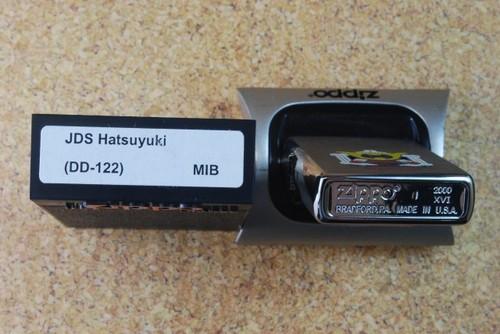 JDS Hatsuyuki
(DD-122) MIB
zippo
Zippo 2000
XVI
BRADFORD,PA. MADE IN U.S.A.